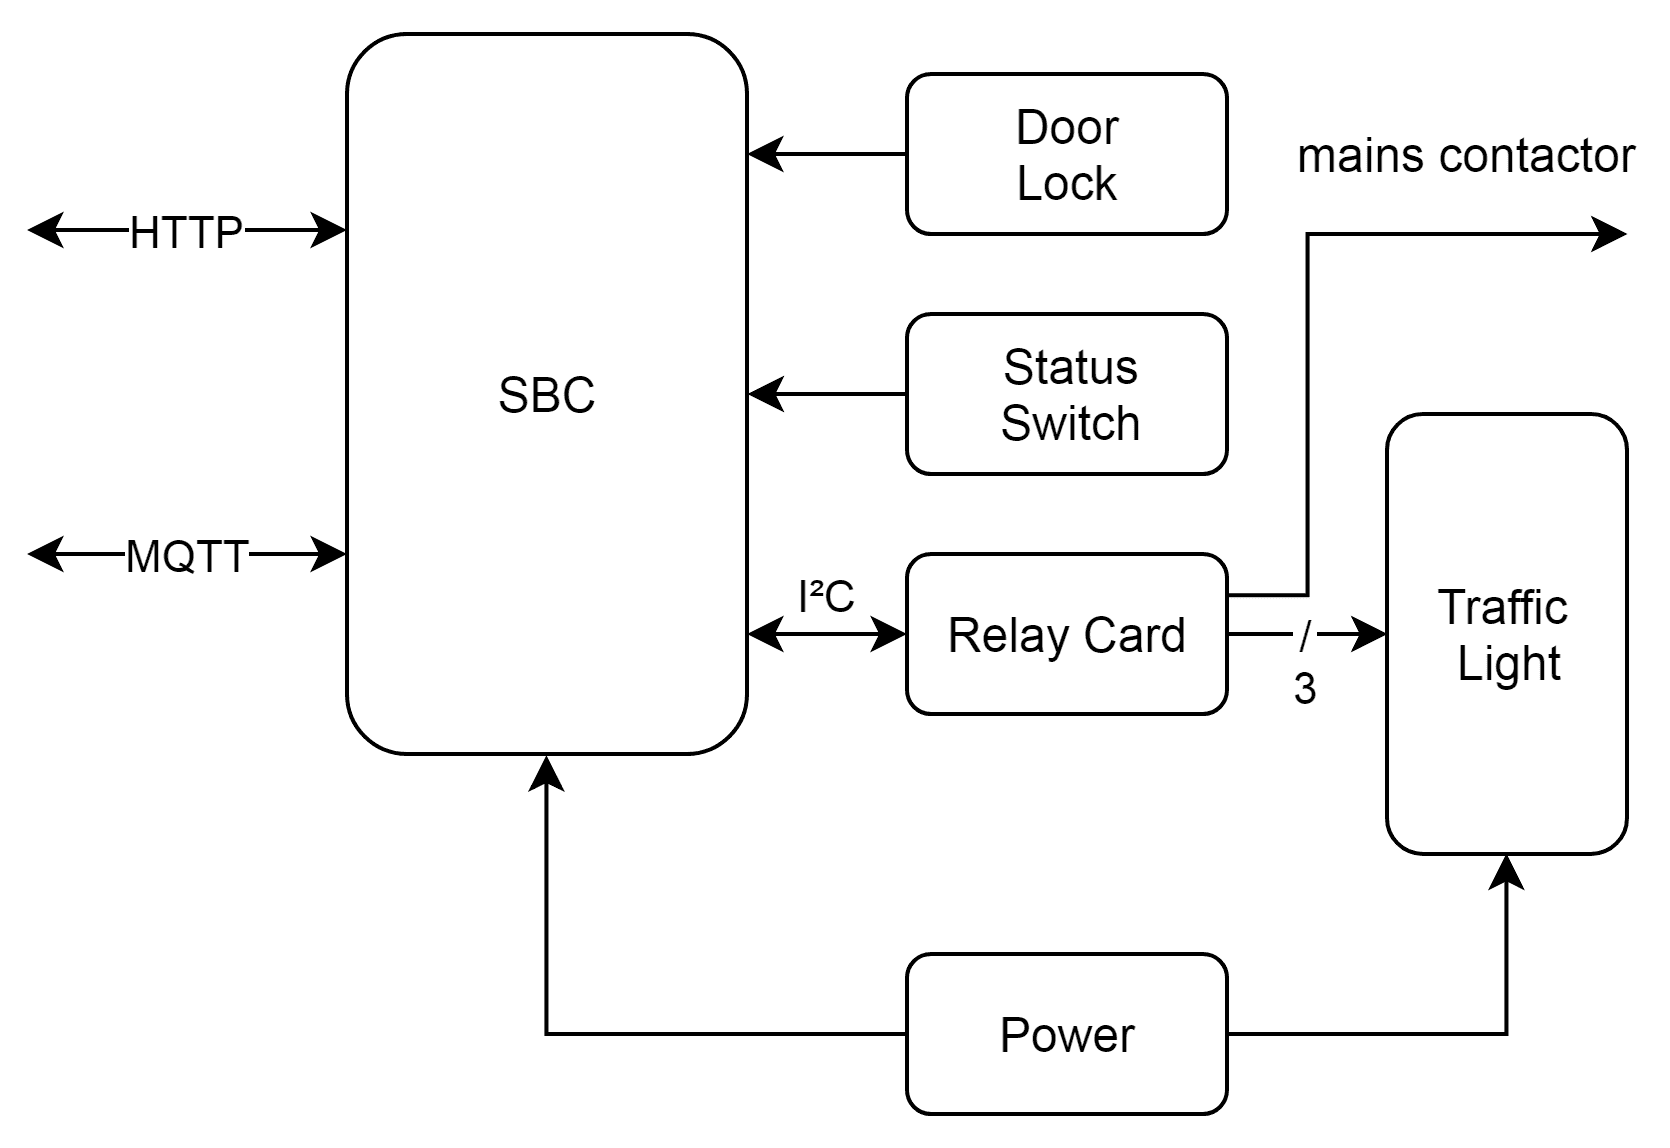 Door
Lock
mains contactor
HTTP
Status
Switch
SBC
MQTT
I²C
Relay Card
/
3
Traffic
Light
Power